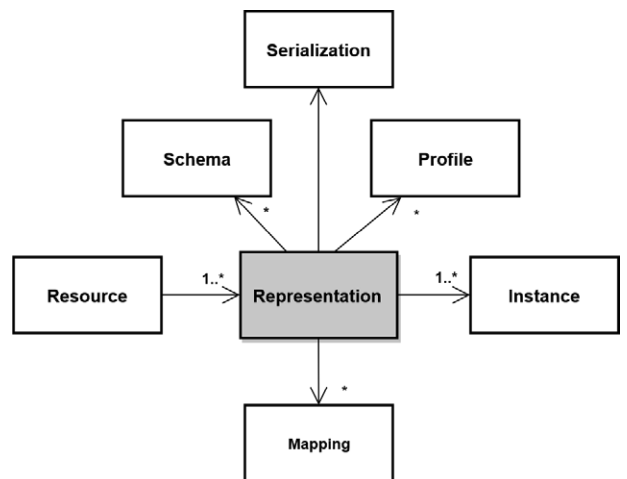 Serialization
Schema
Profile
*
*
Resource
1..*
Representation
1..*
Instance
*
Mapping